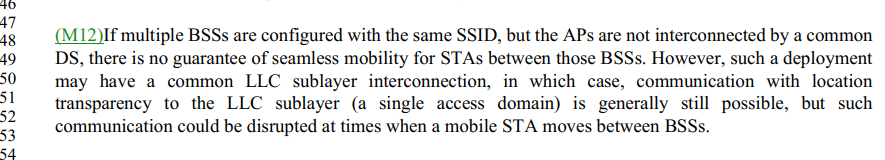 46
47
48 (M12)If multiple BSSs are configured with the same SSID, but the APs are not interconnected by a common
49 DS, there is no guarantee of seamless mobility for STAs between those BSSs. However, such a deployment
50 may have a common LLC sublayer interconnection, in which case, communication with location
51 transparency to the LLC sublayer (a single access domain) is generally still possible, but such
52 communication could be disrupted at times when a mobile STA moves between BSSs.
53
54